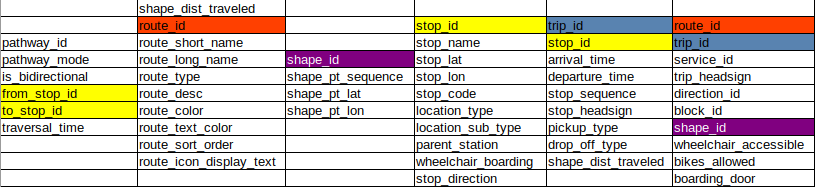 shape_dist_traveled
route_id stop_id trip_id route_id
pathway_id route_short_name stop_name stop_id trip_id
pathway_mode route_long_name shape_id stop_lat arrival_time service_id
is_bidirectional route_type shape_pt_sequence stop_lon departure_time trip_headsign
from_stop_id route_desc shape_pt_lat stop_code stop_sequence direction_id
to_stop_id route_color shape_pt_lon location_type stop_headsign block_id
traversal_time route_text_color location_sub_type pickup_type shape_id
route_sort_order parent_station drop_off_type wheelchair_accessible
route_icon_display_text wheelchair_boarding shape_dist_traveled bikes_allowed
stop_direction boarding_door